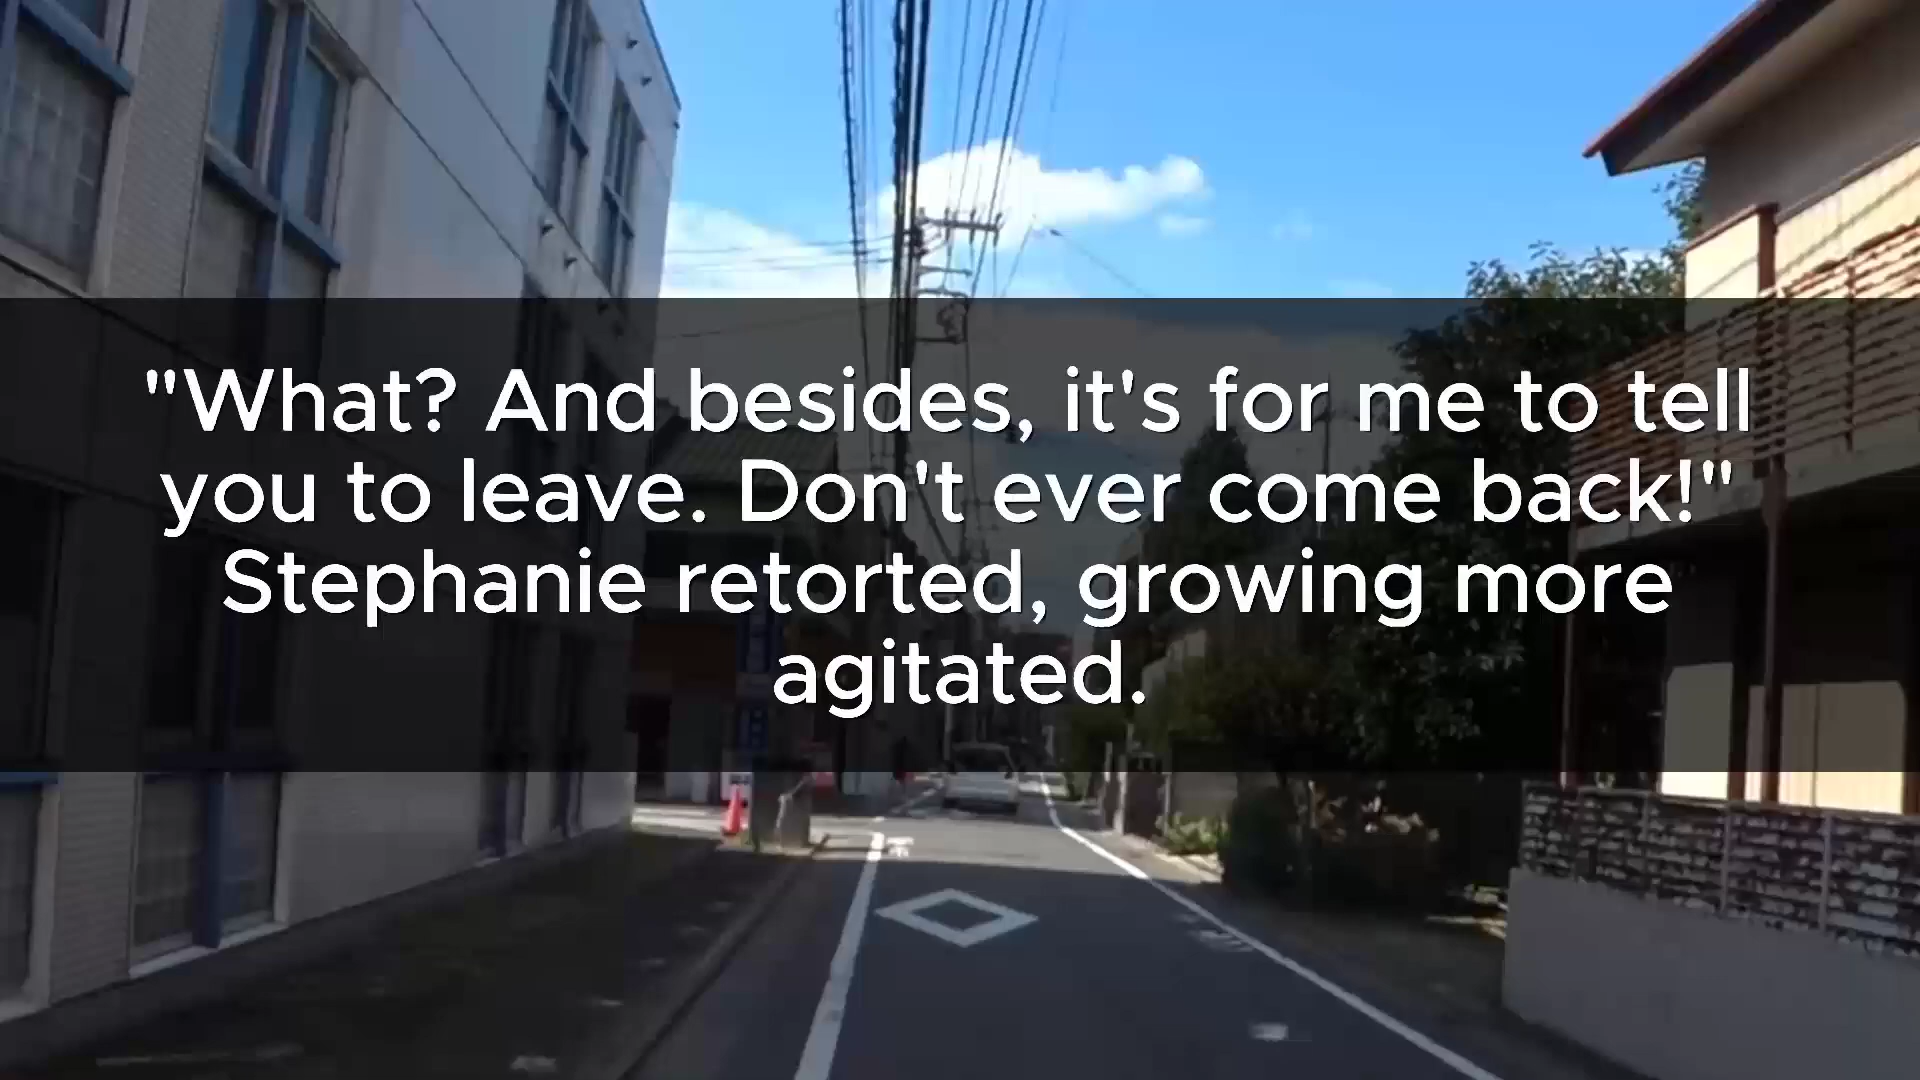 "What? And besides, it's for me to tell
you to leave. Don't ever come back!"
Stephanie retorted, growing more
agitated.